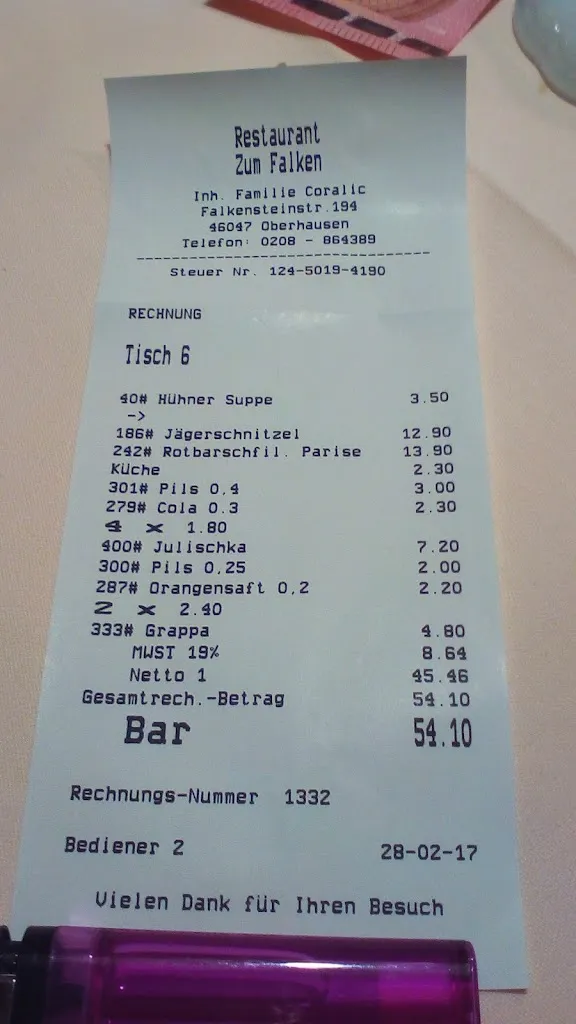 Restaurant
Zum Falken
Inh. Familie Coralic
Falkensteinstr.194
46047 Oberhausen
Telefon: 0208 - 864389
Steuer Nr. 124-5019-4190
RECHNUNG
Tisch 6
40# Hühner Suppe 3.50
->
186# Jägerschnitzel 12.90
242# Rotbarschfil. Parise 13.90
Küche 2.30
301# Pils 0,4 3.00
279# Cola 0.3 2.30
4 x 1.80
400# Julischka 7.20
300# Pils 0,25 2.00
287# Orangensaft 0,2 2.20
2 x 2.40
333# Grappa 4.80
MWST 19% 8.64
Netto 1 45.46
Gesamtrech.-Betrag 54.10
Bar 54.10
Rechnungs-Nummer 1332
Bediener 2 28-02-17
Vielen Dank für Ihren Besuch